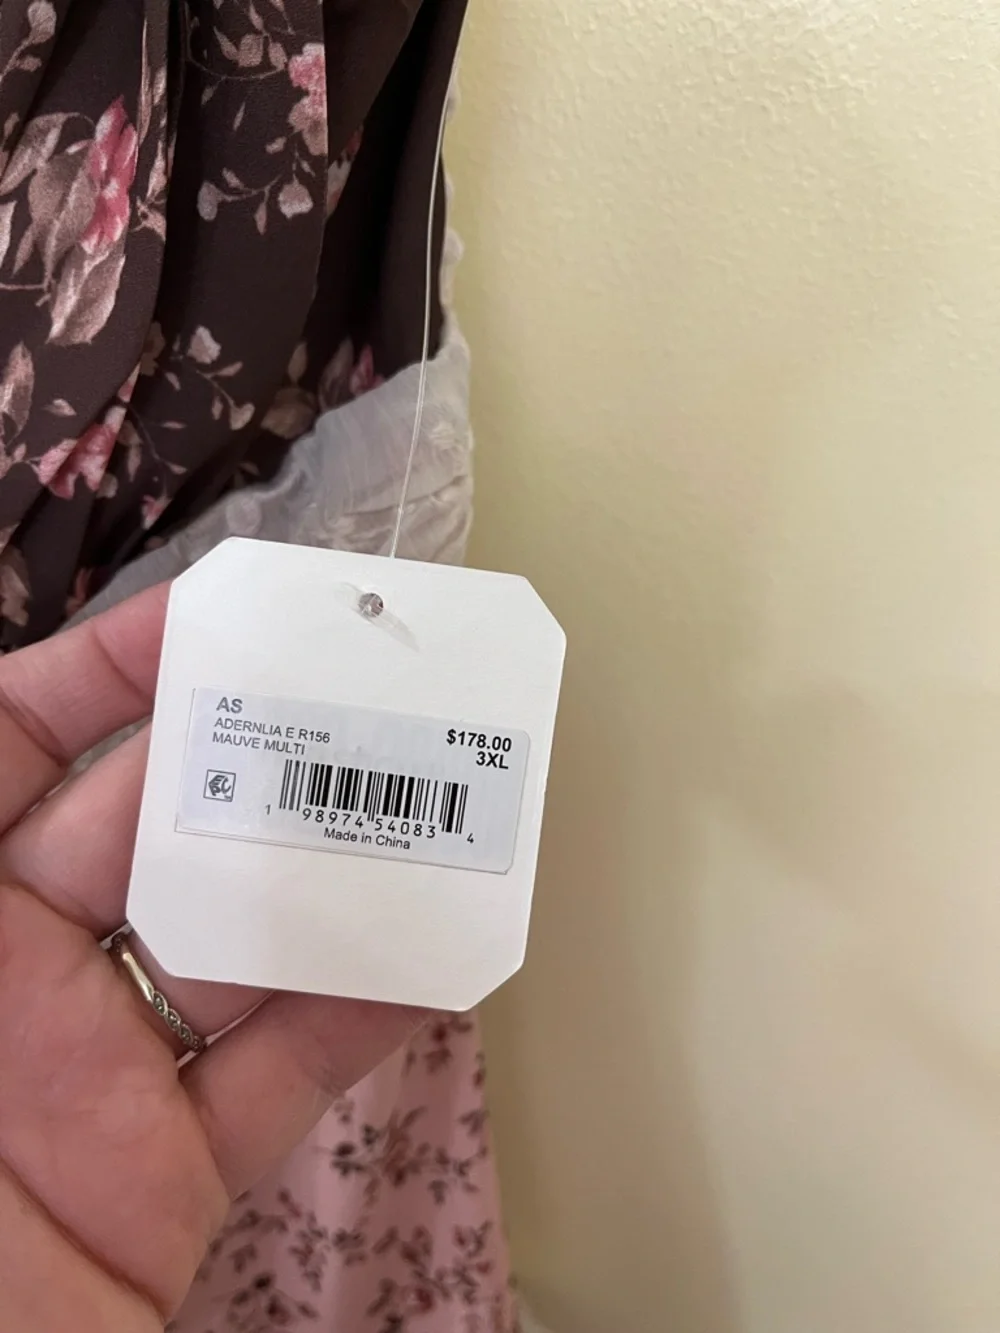 AS
ADERNLIA E R156
MAUVE MULTI
$178.00
3XL
1 98974 54083 4
Made in China